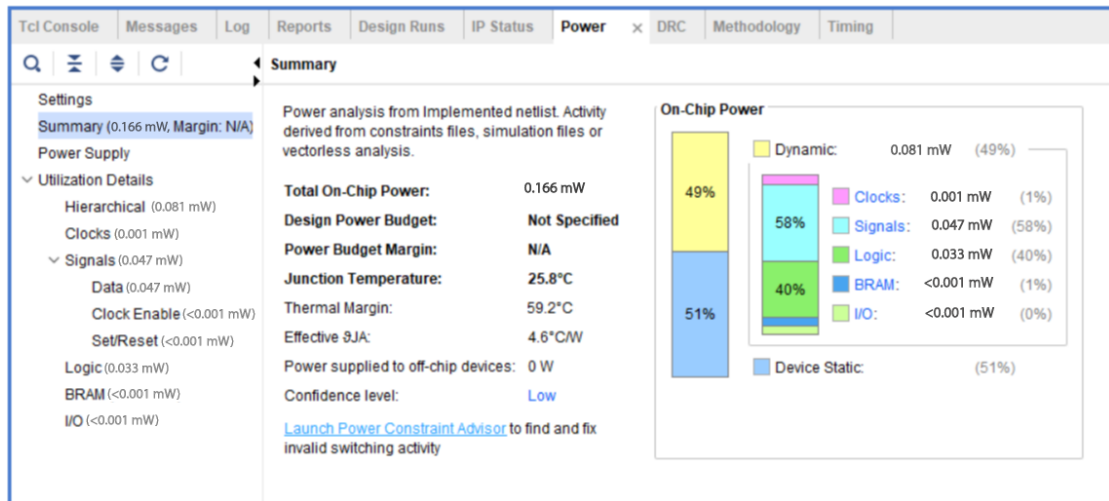 Tcl Console Messages Log Reports Design Runs IP Status Power × DRC Methodology Timing
Summary
Settings
Summary (0.166 mW, Margin: N/A)
Power Supply
Utilization Details
Hierarchical (0.081 mW)
Clocks (0.001 mW)
Signals (0.047 mW)
Data (0.047 mW)
Clock Enable (<0.001 mW)
Set/Reset (<0.001 mW)
Logic (0.033 mW)
BRAM (<0.001 mW)
I/O (<0.001 mW)
Power analysis from Implemented netlist. Activity
derived from constraints files, simulation files or
vectorless analysis.
Total On-Chip Power: 0.166 mW
Design Power Budget: Not Specified
Power Budget Margin: N/A
Junction Temperature: 25.8°C
Thermal Margin: 59.2°C
Effective ϑJA: 4.6°C/W
Power supplied to off-chip devices: 0 W
Confidence level: Low
Launch Power Constraint Advisor to find and fix
invalid switching activity
On-Chip Power
49%
51%
Dynamic: 0.081 mW (49%)
58%
40%
Clocks: 0.001 mW (1%)
Signals: 0.047 mW (58%)
Logic: 0.033 mW (40%)
BRAM: <0.001 mW (1%)
I/O: <0.001 mW (0%)
Device Static: (51%)